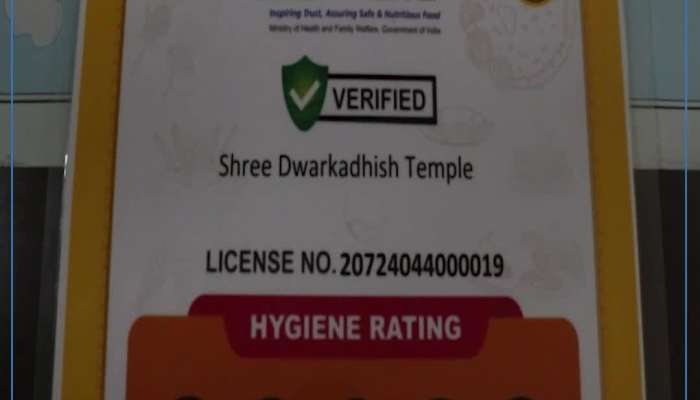 Inspiring Trust, Assuring Safe & Nutritious Food
Ministry of Health and Family Welfare, Government of India
VERIFIED
Shree Dwarkadhish Temple
LICENSE NO. 20724044000019
HYGIENE RATING